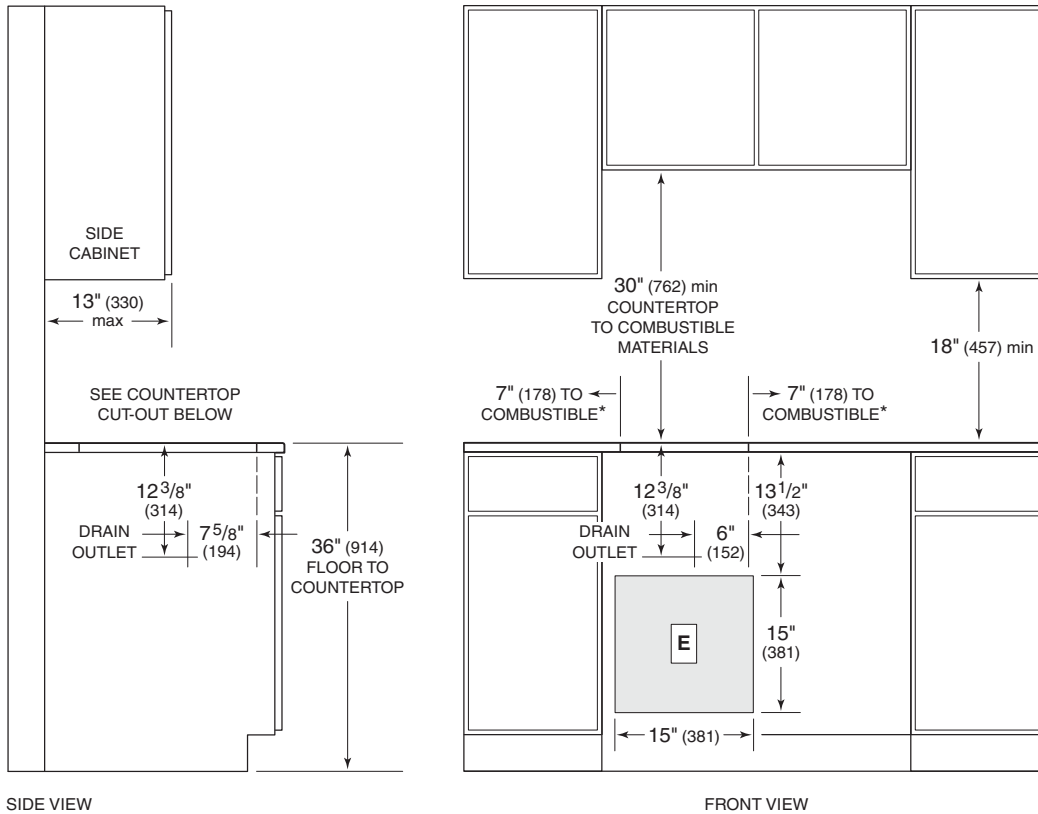 SIDE
CABINET
13" (330)
max
SEE COUNTERTOP
CUT-OUT BELOW
12 3/8"
(314)
DRAIN
OUTLET
7 5/8"
(194)
36" (914)
FLOOR TO
COUNTERTOP
SIDE VIEW
30" (762) min
COUNTERTOP
TO COMBUSTIBLE
MATERIALS
18" (457) min
7" (178) TO
COMBUSTIBLE*
7" (178) TO
COMBUSTIBLE*
12 3/8"
(314)
13 1/2"
(343)
DRAIN
OUTLET
6"
(152)
E
15"
(381)
15" (381)
FRONT VIEW